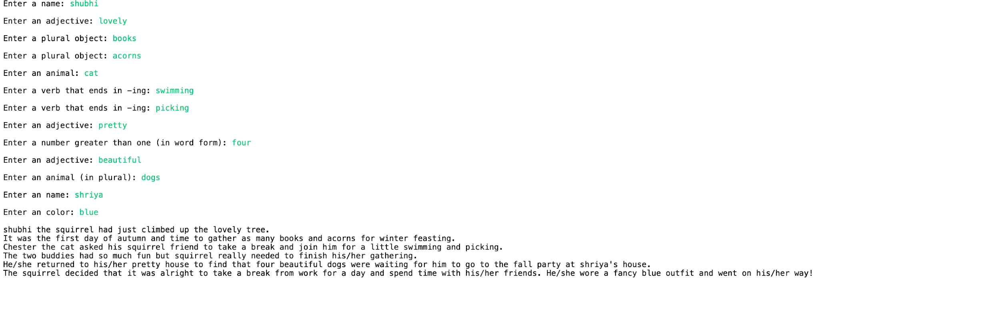 Enter a name: shubhi
Enter an adjective: lovely
Enter a plural object: books
Enter a plural object: acorns
Enter an animal: cat
Enter a verb that ends in -ing: swimming
Enter a verb that ends in -ing: picking
Enter an adjective: pretty
Enter a number greater than one (in word form): four
Enter an adjective: beautiful
Enter an animal (in plural): dogs
Enter an name: shriya
Enter an color: blue
shubhi the squirrel had just climbed up the lovely tree.
It was the first day of autumn and time to gather as many books and acorns for winter feasting.
Chester the cat asked his squirrel friend to take a break and join him for a little swimming and picking.
The two buddies had so much fun but squirrel really needed to finish his/her gathering.
He/she returned to his/her pretty house to find that four beautiful dogs were waiting for him to go to the fall party at shriya's house.
The squirrel decided that it was alright to take a break from work for a day and spend time with his/her friends. He/she wore a fancy blue outfit and went on his/her way!